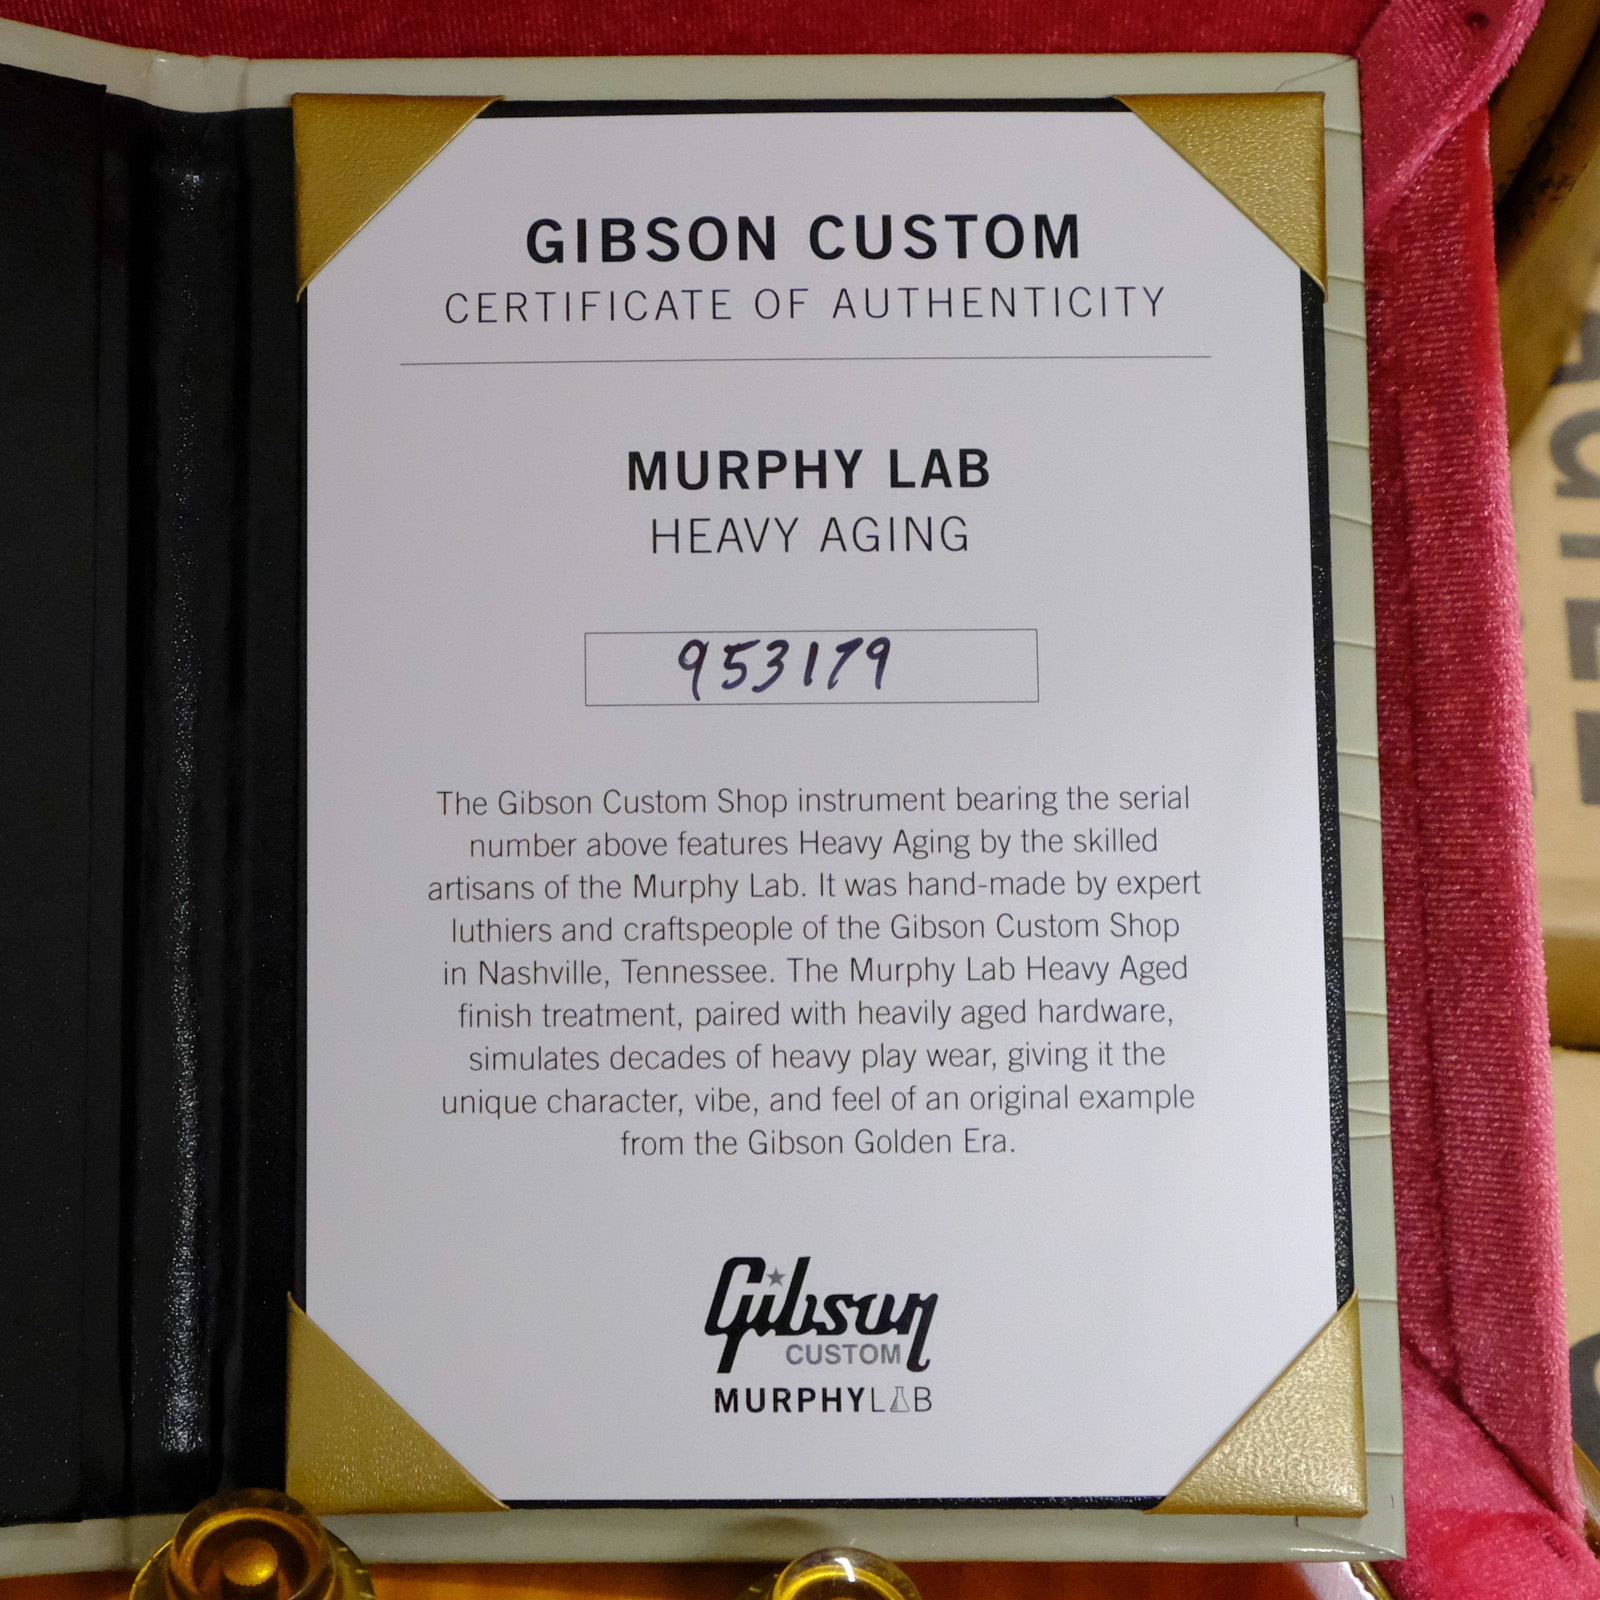 GIBSON CUSTOM
CERTIFICATE OF AUTHENTICITY
MURPHY LAB
HEAVY AGING
953179
The Gibson Custom Shop instrument bearing the serial
number above features Heavy Aging by the skilled
artisans of the Murphy Lab. It was hand-made by expert
luthiers and craftspeople of the Gibson Custom Shop
in Nashville, Tennessee. The Murphy Lab Heavy Aged
finish treatment, paired with heavily aged hardware,
simulates decades of heavy play wear, giving it the
unique character, vibe, and feel of an original example
from the Gibson Golden Era.
Gibson
CUSTOM
MURPHYLAB